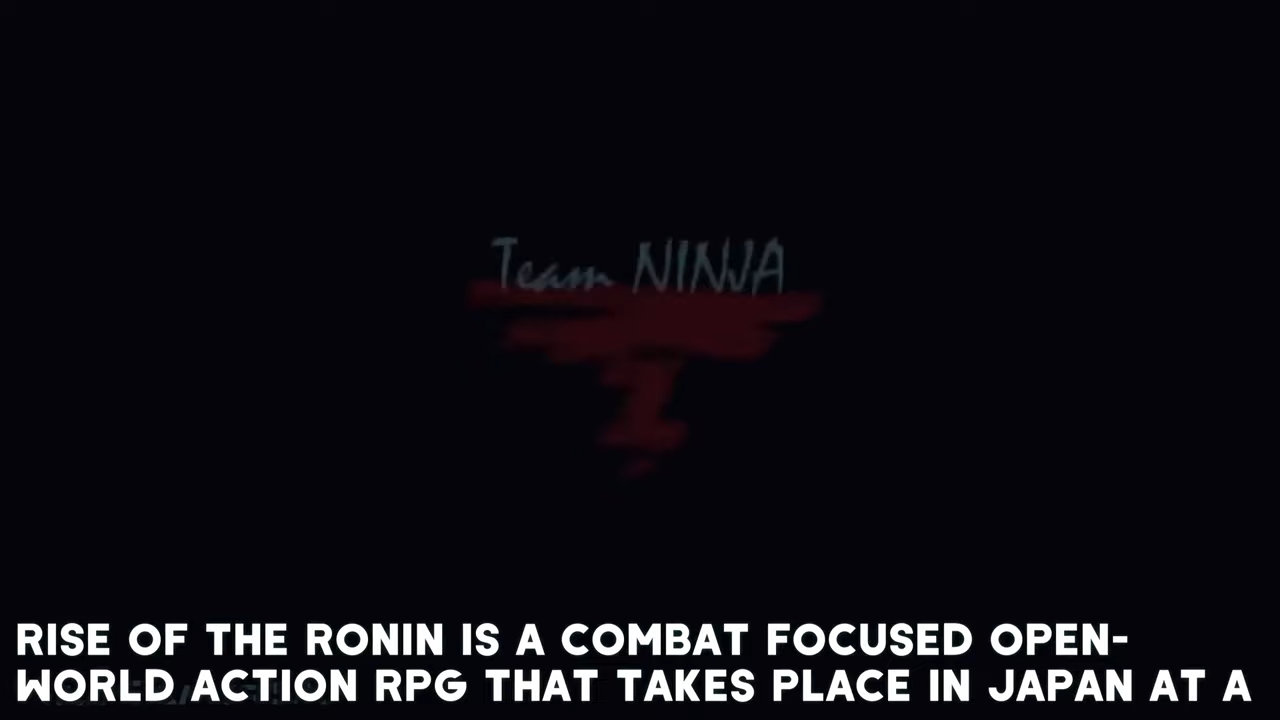 Team NINJA
RISE OF THE RONIN IS A COMBAT FOCUSED OPEN-
WORLD ACTION RPG THAT TAKES PLACE IN JAPAN AT A